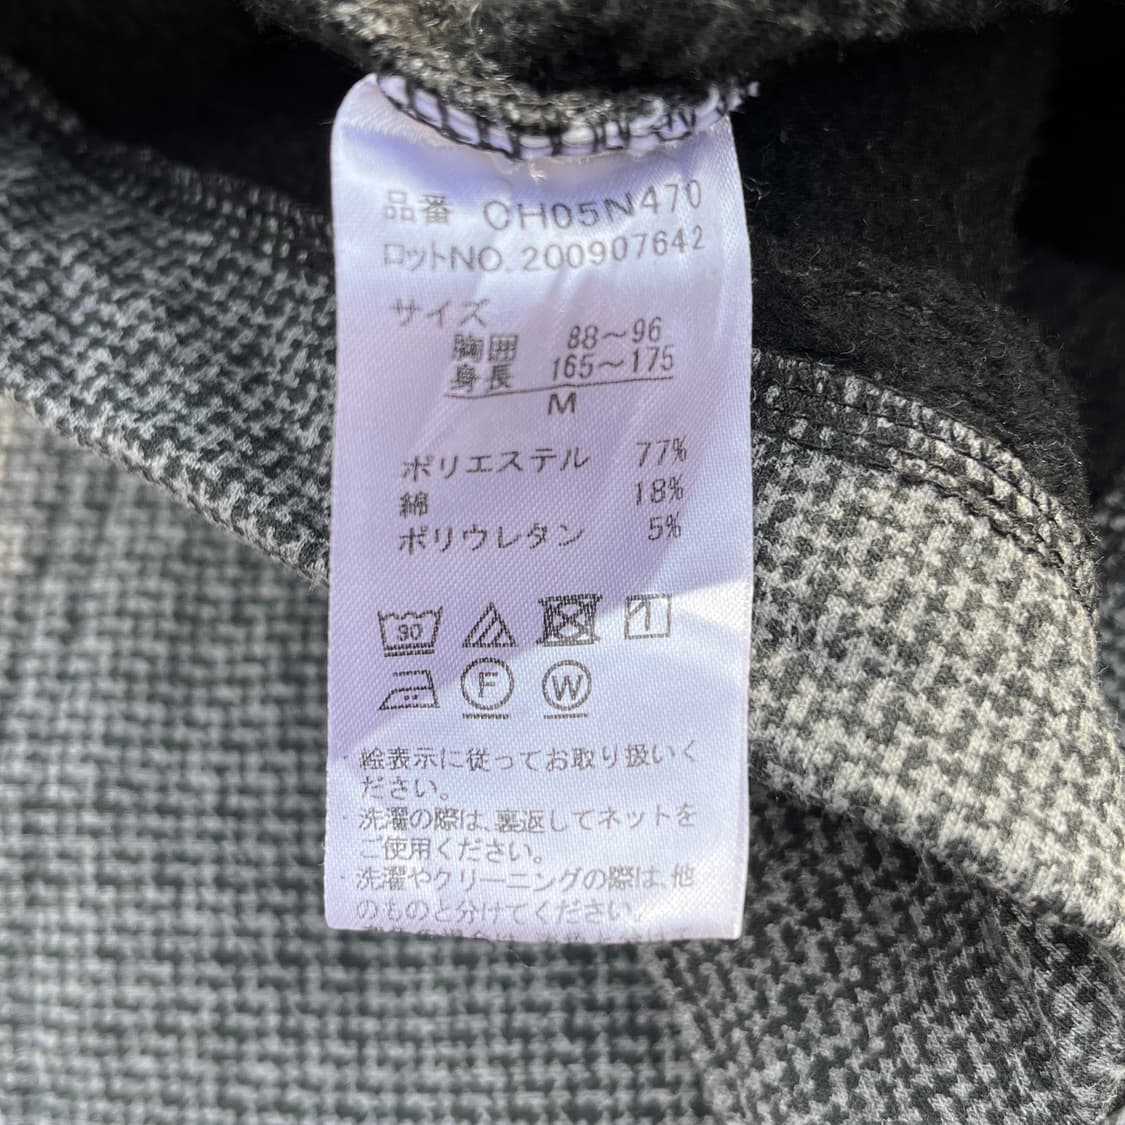 品番 CH05N470
ロットNO. 200907642
サイズ
胸囲 88～96
身長 165～175
M
ポリエステル 77%
綿 18%
ポリウレタン 5%
30 1
F W
・絵表示に従ってお取り扱いく
ださい。
・洗濯の際は、裏返してネットを
ご使用ください。
・洗濯やクリーニングの際は、他
のものと分けてください。